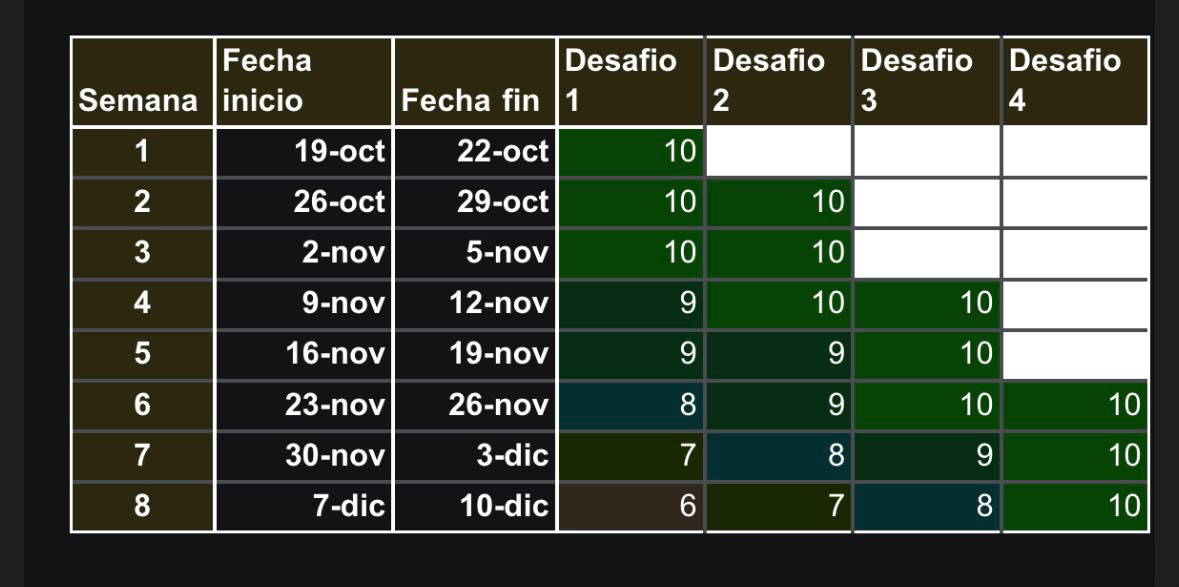 Semana Fecha inicio Fecha fin Desafio 1 Desafio 2 Desafio 3 Desafio 4
1 19-oct 22-oct 10
2 26-oct 29-oct 10 10
3 2-nov 5-nov 10 10
4 9-nov 12-nov 9 10 10
5 16-nov 19-nov 9 9 10
6 23-nov 26-nov 8 9 10 10
7 30-nov 3-dic 7 8 9 10
8 7-dic 10-dic 6 7 8 10